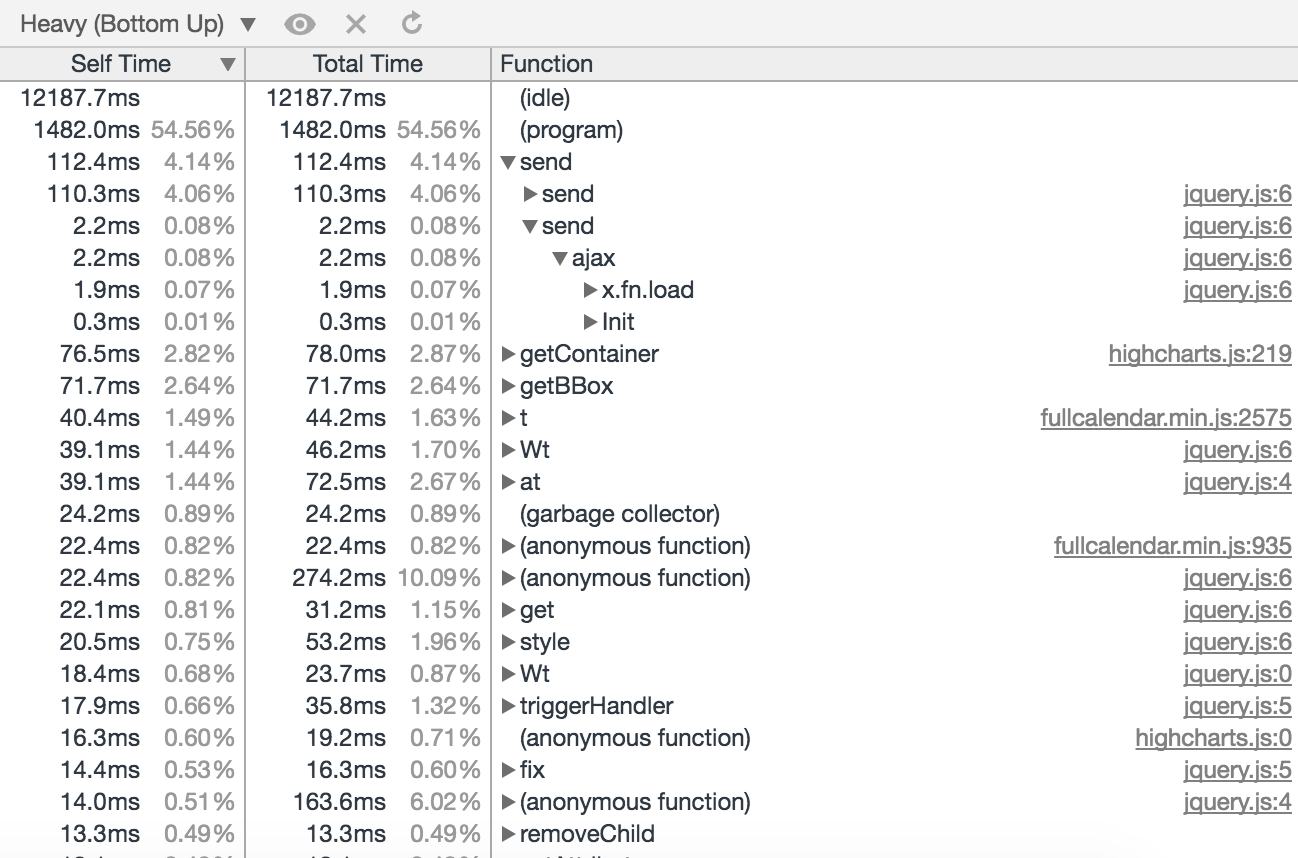 Heavy (Bottom Up)
Self Time Total Time Function
12187.7ms 12187.7ms (idle)
1482.0ms 54.56% 1482.0ms 54.56% (program)
112.4ms 4.14% 112.4ms 4.14% send
110.3ms 4.06% 110.3ms 4.06% send jquery.js:6
2.2ms 0.08% 2.2ms 0.08% send jquery.js:6
2.2ms 0.08% 2.2ms 0.08% ajax jquery.js:6
1.9ms 0.07% 1.9ms 0.07% x.fn.load jquery.js:6
0.3ms 0.01% 0.3ms 0.01% Init
76.5ms 2.82% 78.0ms 2.87% getContainer highcharts.js:219
71.7ms 2.64% 71.7ms 2.64% getBBox
40.4ms 1.49% 44.2ms 1.63% t fullcalendar.min.js:2575
39.1ms 1.44% 46.2ms 1.70% Wt jquery.js:6
39.1ms 1.44% 72.5ms 2.67% at jquery.js:4
24.2ms 0.89% 24.2ms 0.89% (garbage collector)
22.4ms 0.82% 22.4ms 0.82% (anonymous function) fullcalendar.min.js:935
22.4ms 0.82% 274.2ms 10.09% (anonymous function) jquery.js:6
22.1ms 0.81% 31.2ms 1.15% get jquery.js:6
20.5ms 0.75% 53.2ms 1.96% style jquery.js:6
18.4ms 0.68% 23.7ms 0.87% Wt jquery.js:0
17.9ms 0.66% 35.8ms 1.32% triggerHandler jquery.js:5
16.3ms 0.60% 19.2ms 0.71% (anonymous function) highcharts.js:0
14.4ms 0.53% 16.3ms 0.60% fix jquery.js:5
14.0ms 0.51% 163.6ms 6.02% (anonymous function) jquery.js:4
13.3ms 0.49% 13.3ms 0.49% removeChild